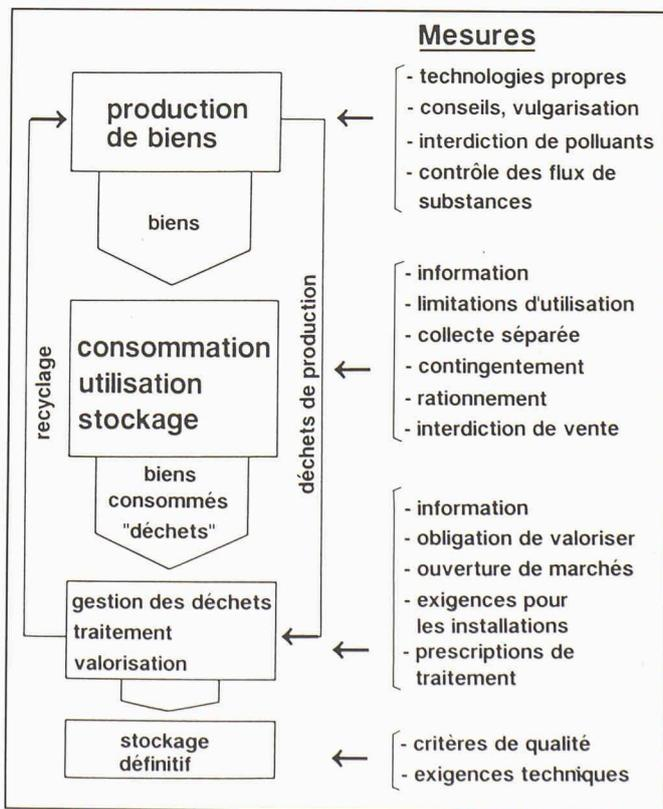 Mesures
production
de biens
- technologies propres
- conseils, vulgarisation
- interdiction de polluants
- contrôle des flux de
substances
biens
recyclage
déchets de production
consommation
utilisation
stockage
- information
- limitations d'utilisation
- collecte séparée
- contingentement
- rationnement
- interdiction de vente
biens
consommés
"déchets"
gestion des déchets
traitement
valorisation
- information
- obligation de valoriser
- ouverture de marchés
- exigences pour
les installations
- prescriptions de
traitement
stockage
définitif
- critères de qualité
- exigences techniques